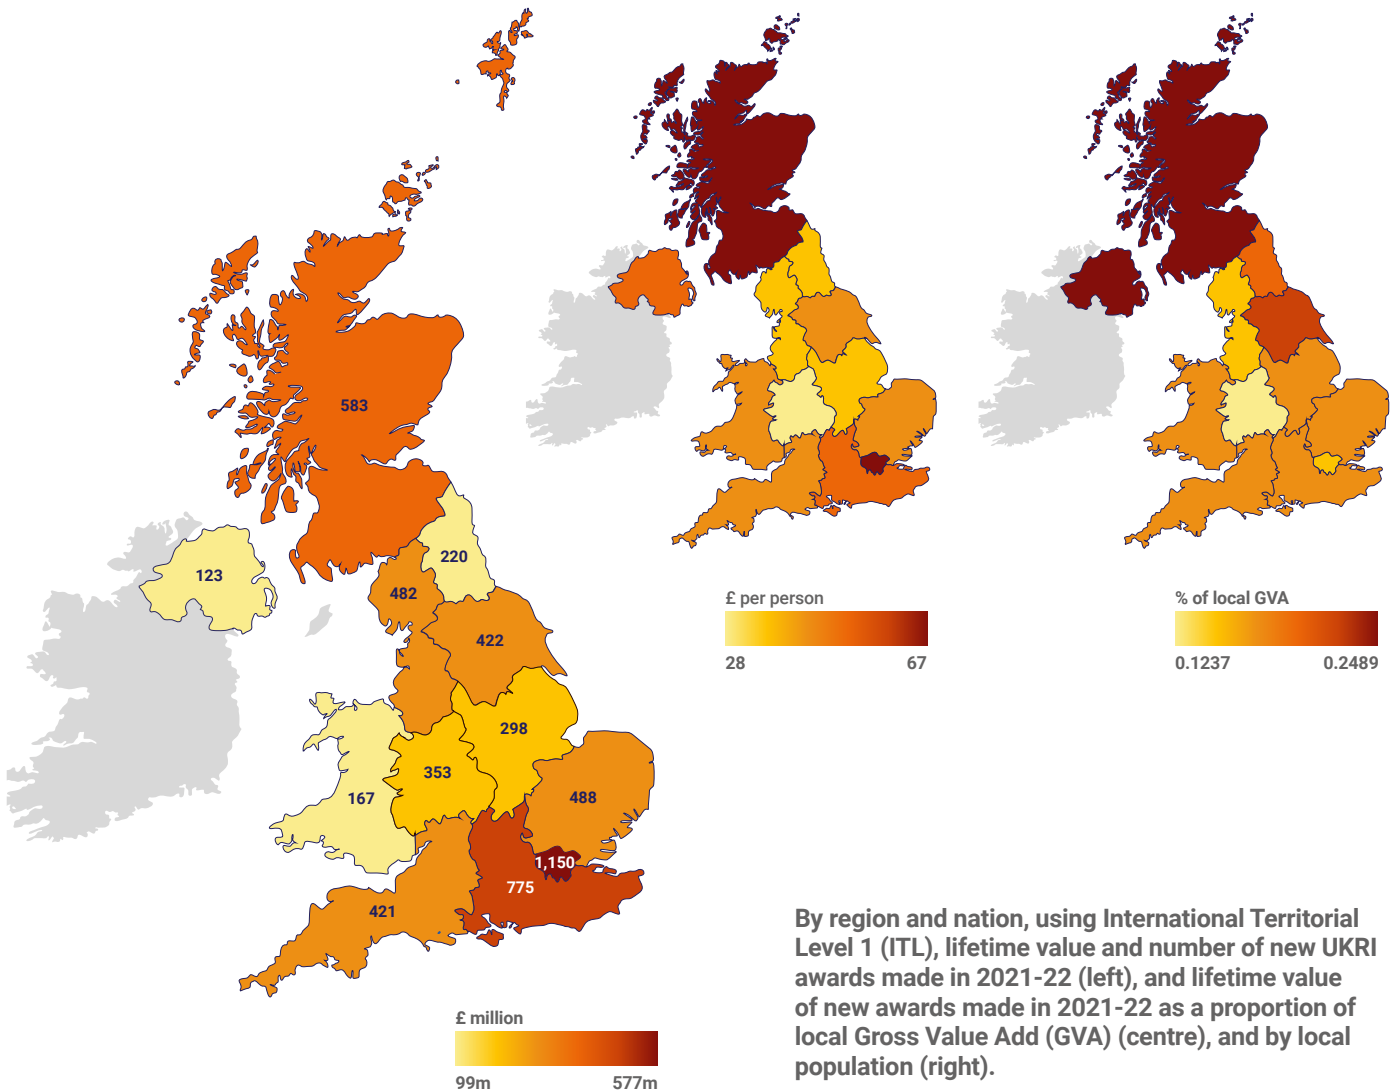 583
123
220
482
422
298
353
167
488
1,150
775
421
£ million
99m 577m
£ per person
28 67
% of local GVA
0.1237 0.2489
By region and nation, using International Territorial
Level 1 (ITL), lifetime value and number of new UKRI
awards made in 2021-22 (left), and lifetime value
of new awards made in 2021-22 as a proportion of
local Gross Value Add (GVA) (centre), and by local
population (right).